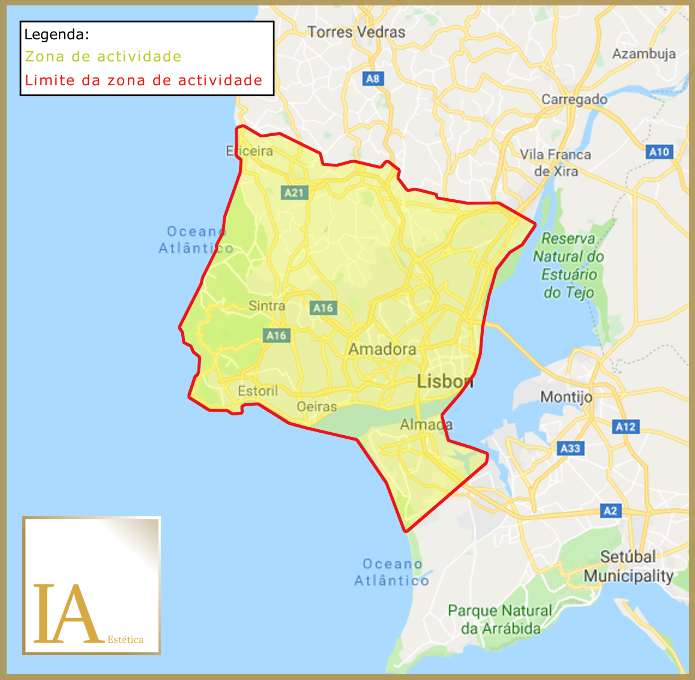 Legenda:
Zona de actividade
Limite da zona de actividade
Torres Vedras
Azambuja
A8
Carregado
Ericeira
Vila Franca
de Xira
A10
A21
Oceano
Atlântico
Reserva
Natural do
Estuário
do Tejo
Sintra
A16
A16
Amadora
Lisbon
Estoril
Oeiras
Montijo
Almada
A12
A33
A2
Oceano
Atlântico
Setúbal
Municipality
Parque Natural
da Arrábida
IA
Estética